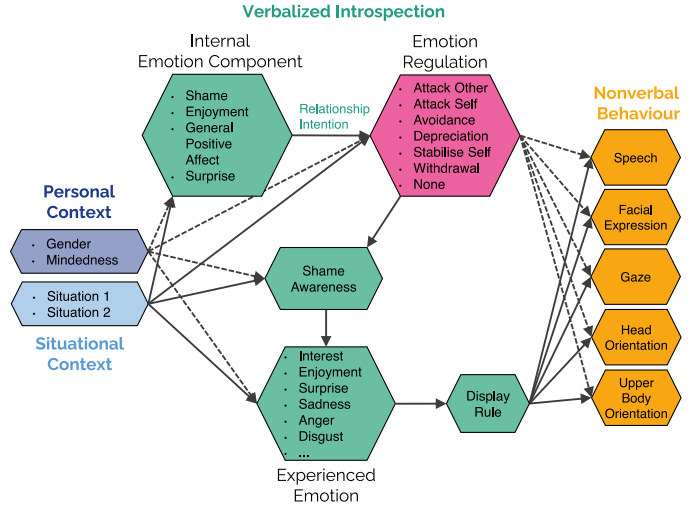 Verbalized Introspection
Internal
Emotion Component
· Shame
· Enjoyment
· General
Positive
Affect
· Surprise
Relationship
Intention
Emotion
Regulation
· Attack Other
· Attack Self
· Avoidance
· Depreciation
· Stabilise Self
· Withdrawal
· None
Nonverbal
Behaviour
Speech
Facial
Expression
Gaze
Head
Orientation
Upper
Body
Orientation
Personal
Context
· Gender
· Mindedness
· Situation 1
· Situation 2
Situational
Context
Shame
Awareness
· Interest
· Enjoyment
· Surprise
· Sadness
· Anger
· Disgust
· ...
Experienced
Emotion
Display
Rule